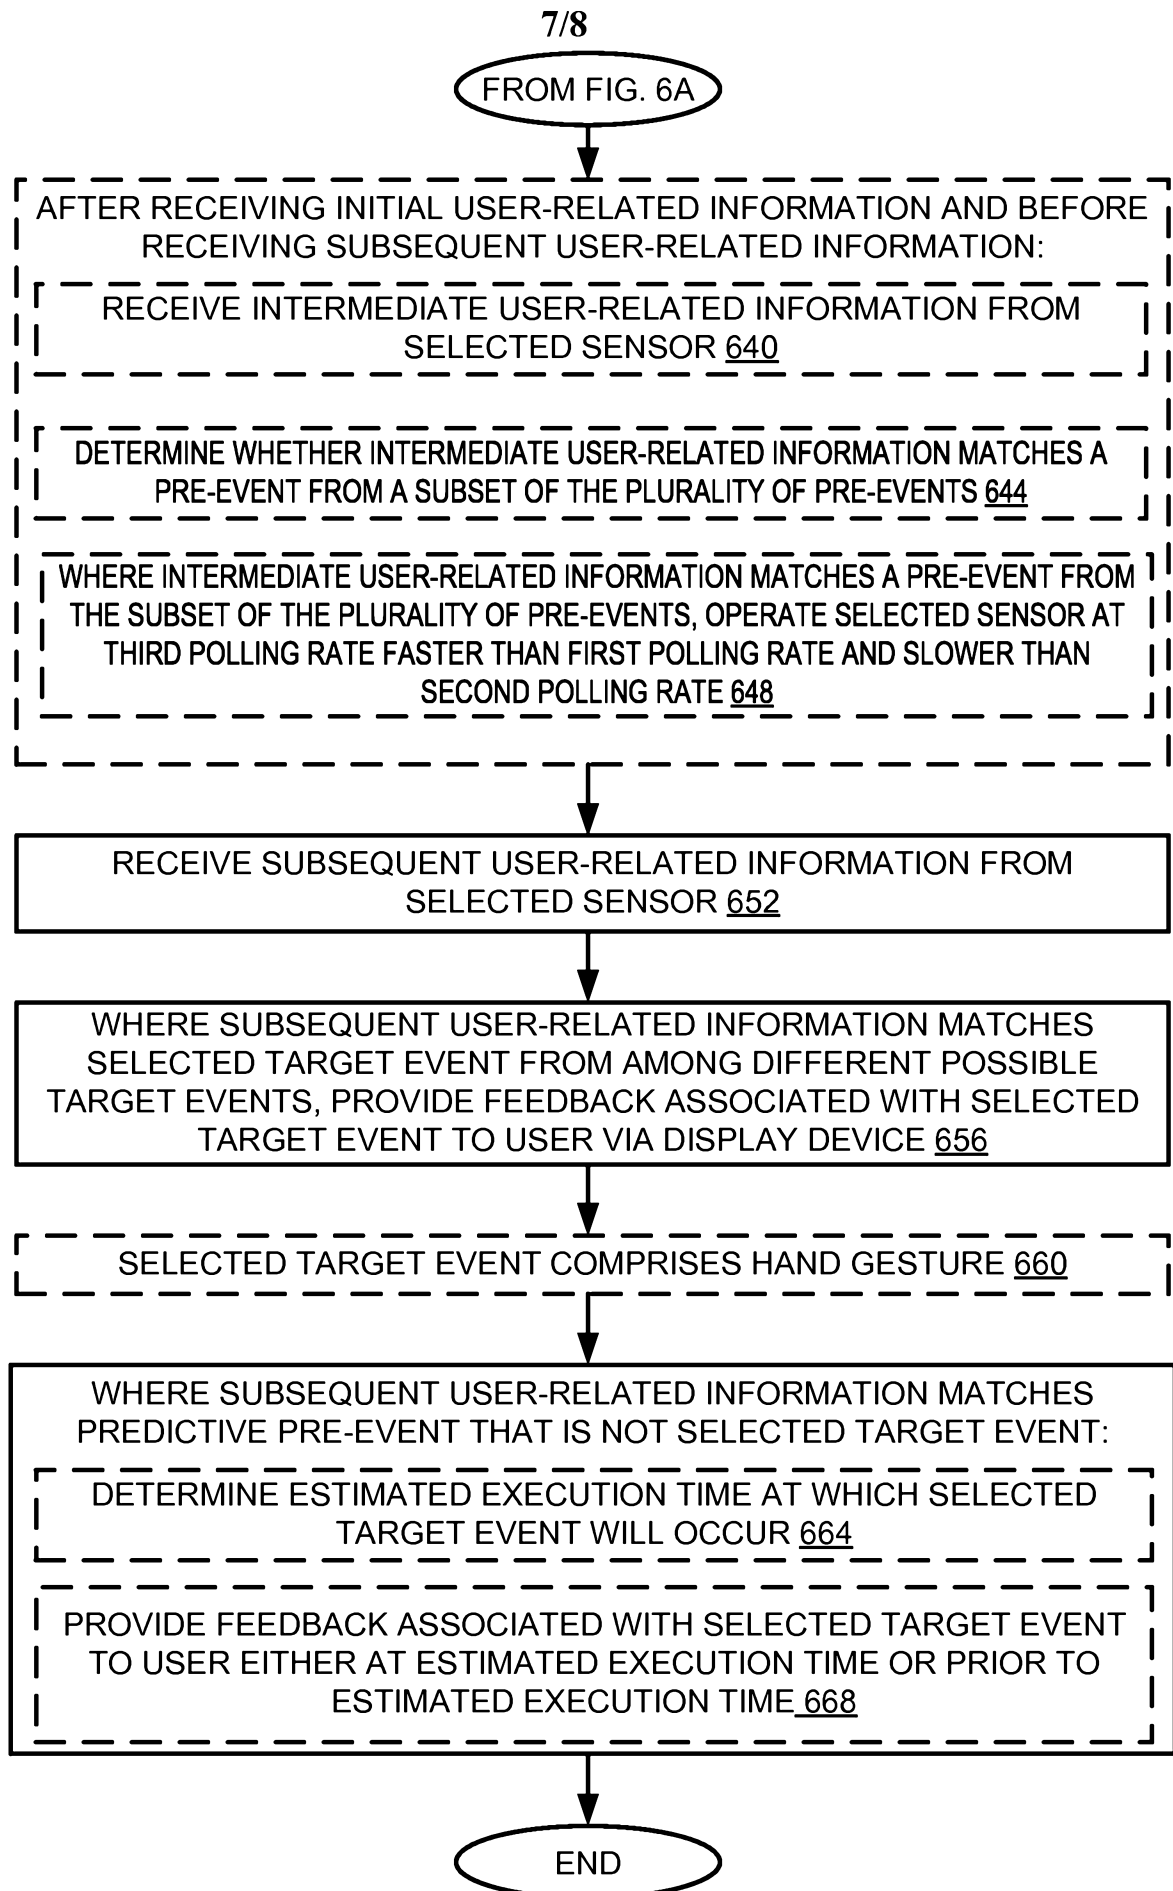 7/8
FROM FIG. 6A
AFTER RECEIVING INITIAL USER-RELATED INFORMATION AND BEFORE
RECEIVING SUBSEQUENT USER-RELATED INFORMATION:
RECEIVE INTERMEDIATE USER-RELATED INFORMATION FROM
SELECTED SENSOR 640
DETERMINE WHETHER INTERMEDIATE USER-RELATED INFORMATION MATCHES A
PRE-EVENT FROM A SUBSET OF THE PLURALITY OF PRE-EVENTS 644
WHERE INTERMEDIATE USER-RELATED INFORMATION MATCHES A PRE-EVENT FROM
THE SUBSET OF THE PLURALITY OF PRE-EVENTS, OPERATE SELECTED SENSOR AT
THIRD POLLING RATE FASTER THAN FIRST POLLING RATE AND SLOWER THAN
SECOND POLLING RATE 648
RECEIVE SUBSEQUENT USER-RELATED INFORMATION FROM
SELECTED SENSOR 652
WHERE SUBSEQUENT USER-RELATED INFORMATION MATCHES
SELECTED TARGET EVENT FROM AMONG DIFFERENT POSSIBLE
TARGET EVENTS, PROVIDE FEEDBACK ASSOCIATED WITH SELECTED
TARGET EVENT TO USER VIA DISPLAY DEVICE 656
SELECTED TARGET EVENT COMPRISES HAND GESTURE 660
WHERE SUBSEQUENT USER-RELATED INFORMATION MATCHES
PREDICTIVE PRE-EVENT THAT IS NOT SELECTED TARGET EVENT:
DETERMINE ESTIMATED EXECUTION TIME AT WHICH SELECTED
TARGET EVENT WILL OCCUR 664
PROVIDE FEEDBACK ASSOCIATED WITH SELECTED TARGET EVENT
TO USER EITHER AT ESTIMATED EXECUTION TIME OR PRIOR TO
ESTIMATED EXECUTION TIME 668
END